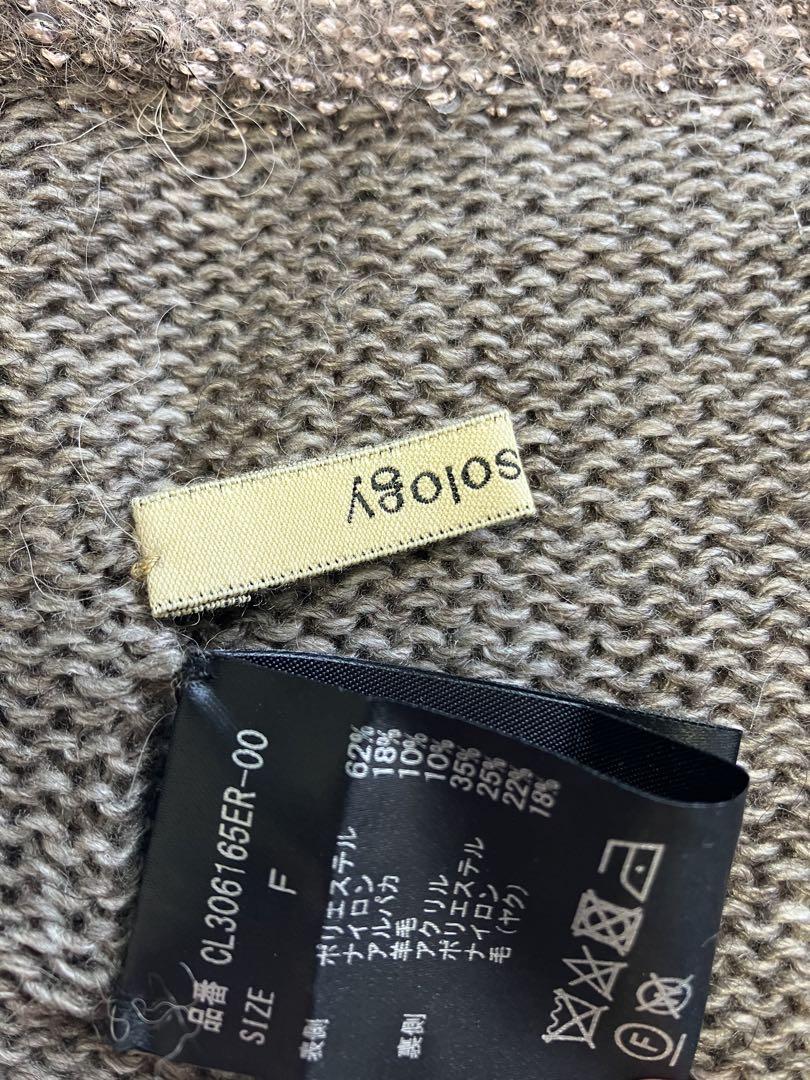 sology
品番 CL306165ER-00
SIZE F
表側 ポリエステル 62%
ナイロン 18%
アルパカ 10%
羊毛 10%
裏側 アクリル 35%
ポリエステル 25%
ナイロン 22%
毛(ヤク) 18%
F